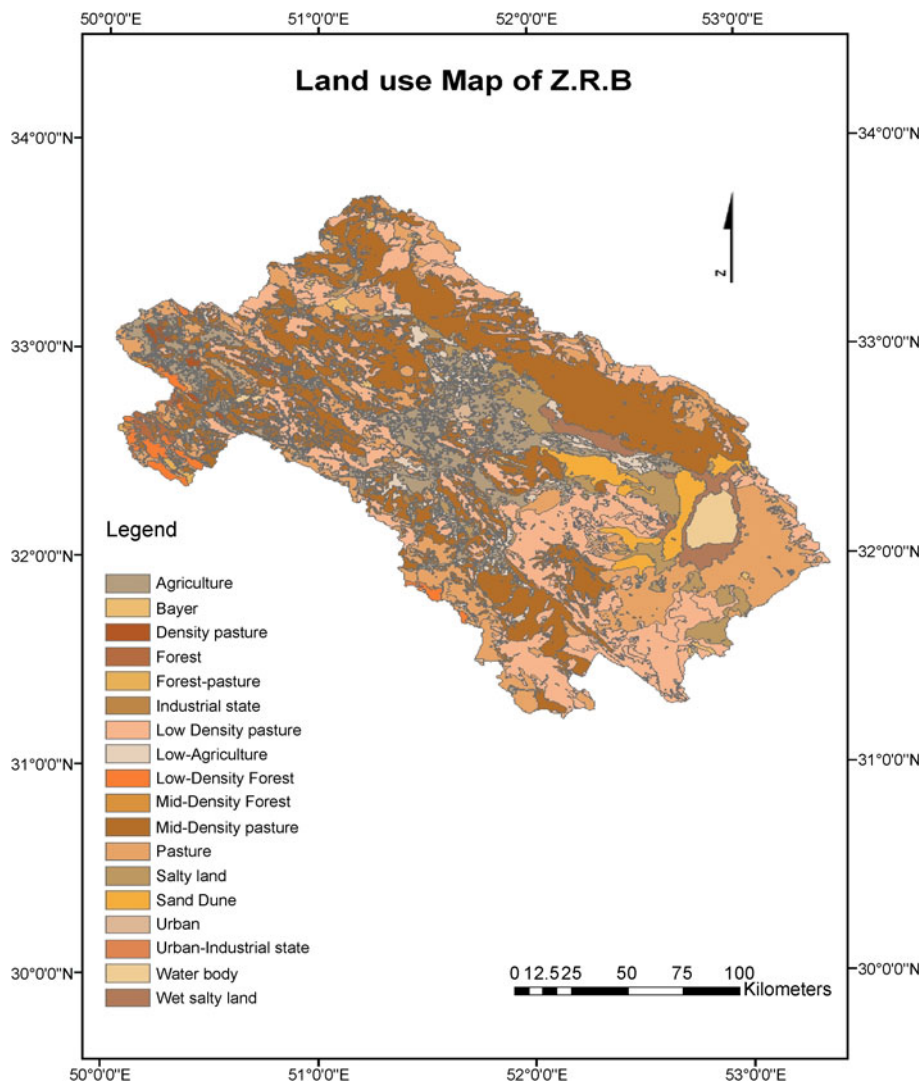 50°0'0"E 51°0'0"E 52°0'0"E 53°0'0"E
Land use Map of Z.R.B
34°0'0"N 34°0'0"N
N
33°0'0"N 33°0'0"N
32°0'0"N 32°0'0"N
31°0'0"N 31°0'0"N
30°0'0"N 30°0'0"N
Legend
Agriculture
Bayer
Density pasture
Forest
Forest-pasture
Industrial state
Low Density pasture
Low-Agriculture
Low-Density Forest
Mid-Density Forest
Mid-Density pasture
Pasture
Salty land
Sand Dune
Urban
Urban-Industrial state
Water body
Wet salty land
0 12.525 50 75 100
Kilometers
50°0'0"E 51°0'0"E 52°0'0"E 53°0'0"E